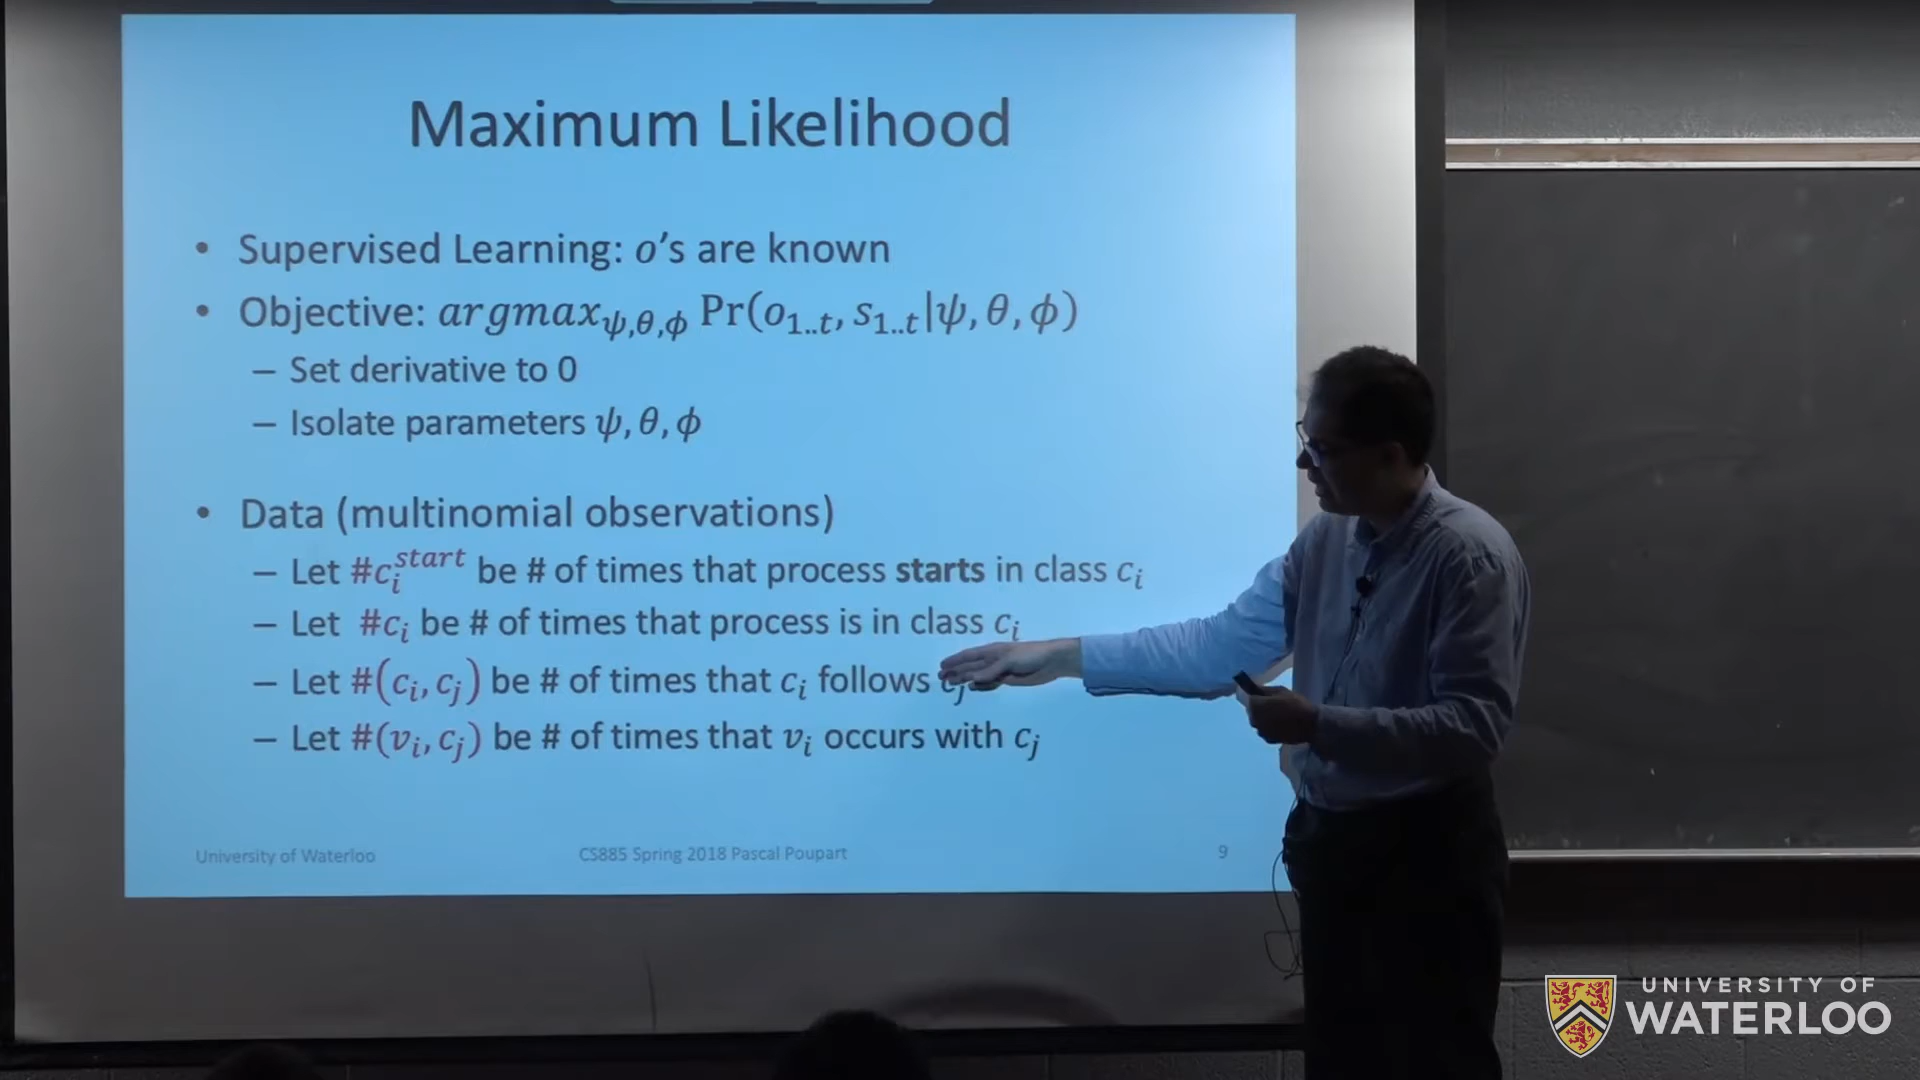 Maximum Likelihood
• Supervised Learning: o's are known
• Objective: argmax_{ψ,θ,ϕ} Pr(o_{1..t}, s_{1..t}|ψ, θ, ϕ)
– Set derivative to 0
– Isolate parameters ψ, θ, ϕ
• Data (multinomial observations)
– Let #c_i^{start} be # of times that process starts in class c_i
– Let #c_i be # of times that process is in class c_i
– Let #(c_i, c_j) be # of times that c_i follows c_j
– Let #(v_i, c_j) be # of times that v_i occurs with c_j
University of Waterloo
CS885 Spring 2018 Pascal Poupart
9
UNIVERSITY OF
WATERLOO